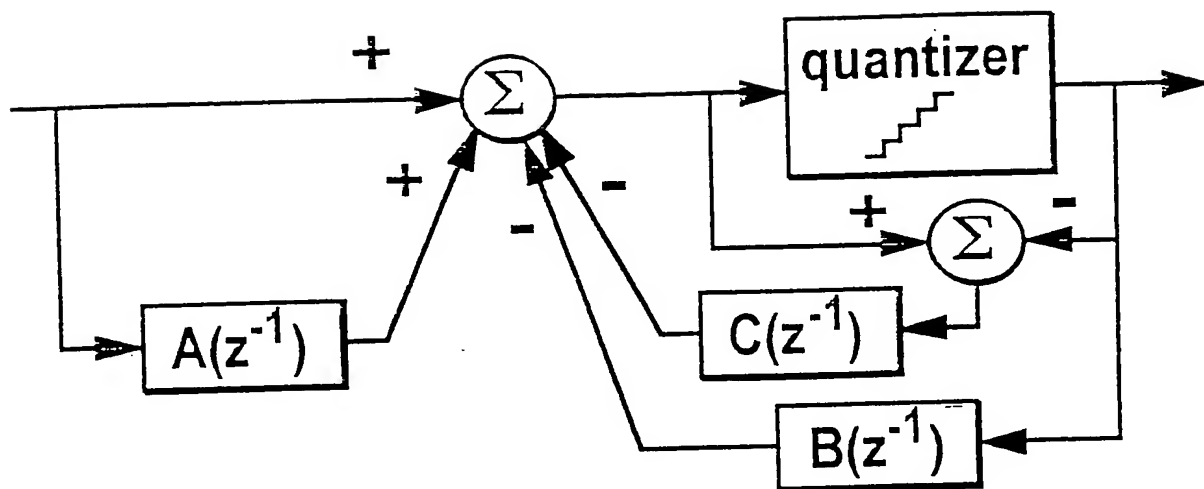 +
Σ
quantizer
+
-
-
+
-
Σ
A(z⁻¹)
C(z⁻¹)
B(z⁻¹)